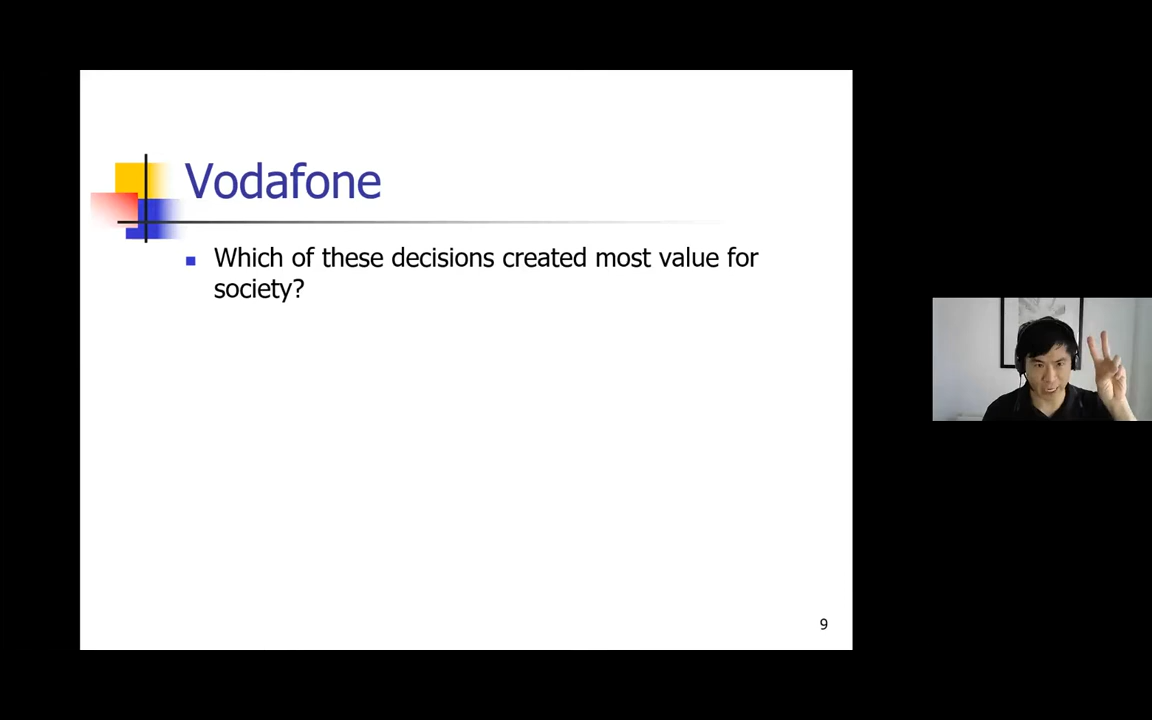 Vodafone
Which of these decisions created most value for
society?
9